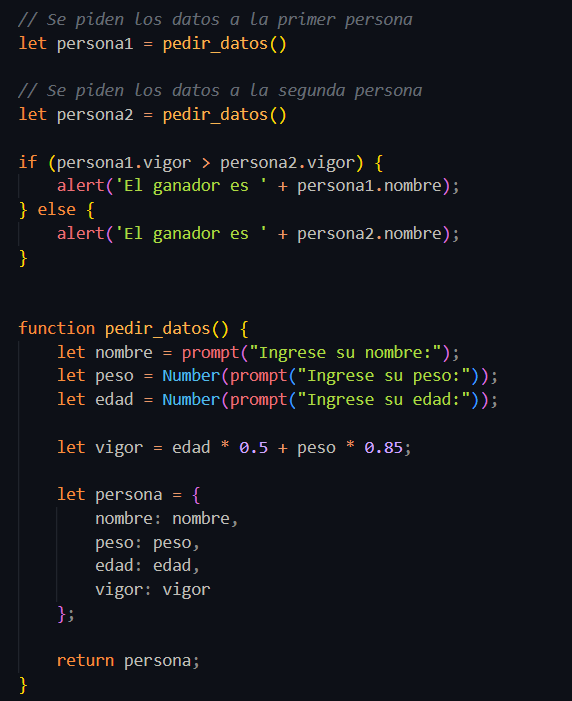 // Se piden los datos a la primer persona
let persona1 = pedir_datos()
// Se piden los datos a la segunda persona
let persona2 = pedir_datos()
if (persona1.vigor > persona2.vigor) {
alert('El ganador es ' + persona1.nombre);
} else {
alert('El ganador es ' + persona2.nombre);
}
function pedir_datos() {
let nombre = prompt("Ingrese su nombre:");
let peso = Number(prompt("Ingrese su peso:"));
let edad = Number(prompt("Ingrese su edad:"));
let vigor = edad * 0.5 + peso * 0.85;
let persona = {
nombre: nombre,
peso: peso,
edad: edad,
vigor: vigor
};
return persona;
}